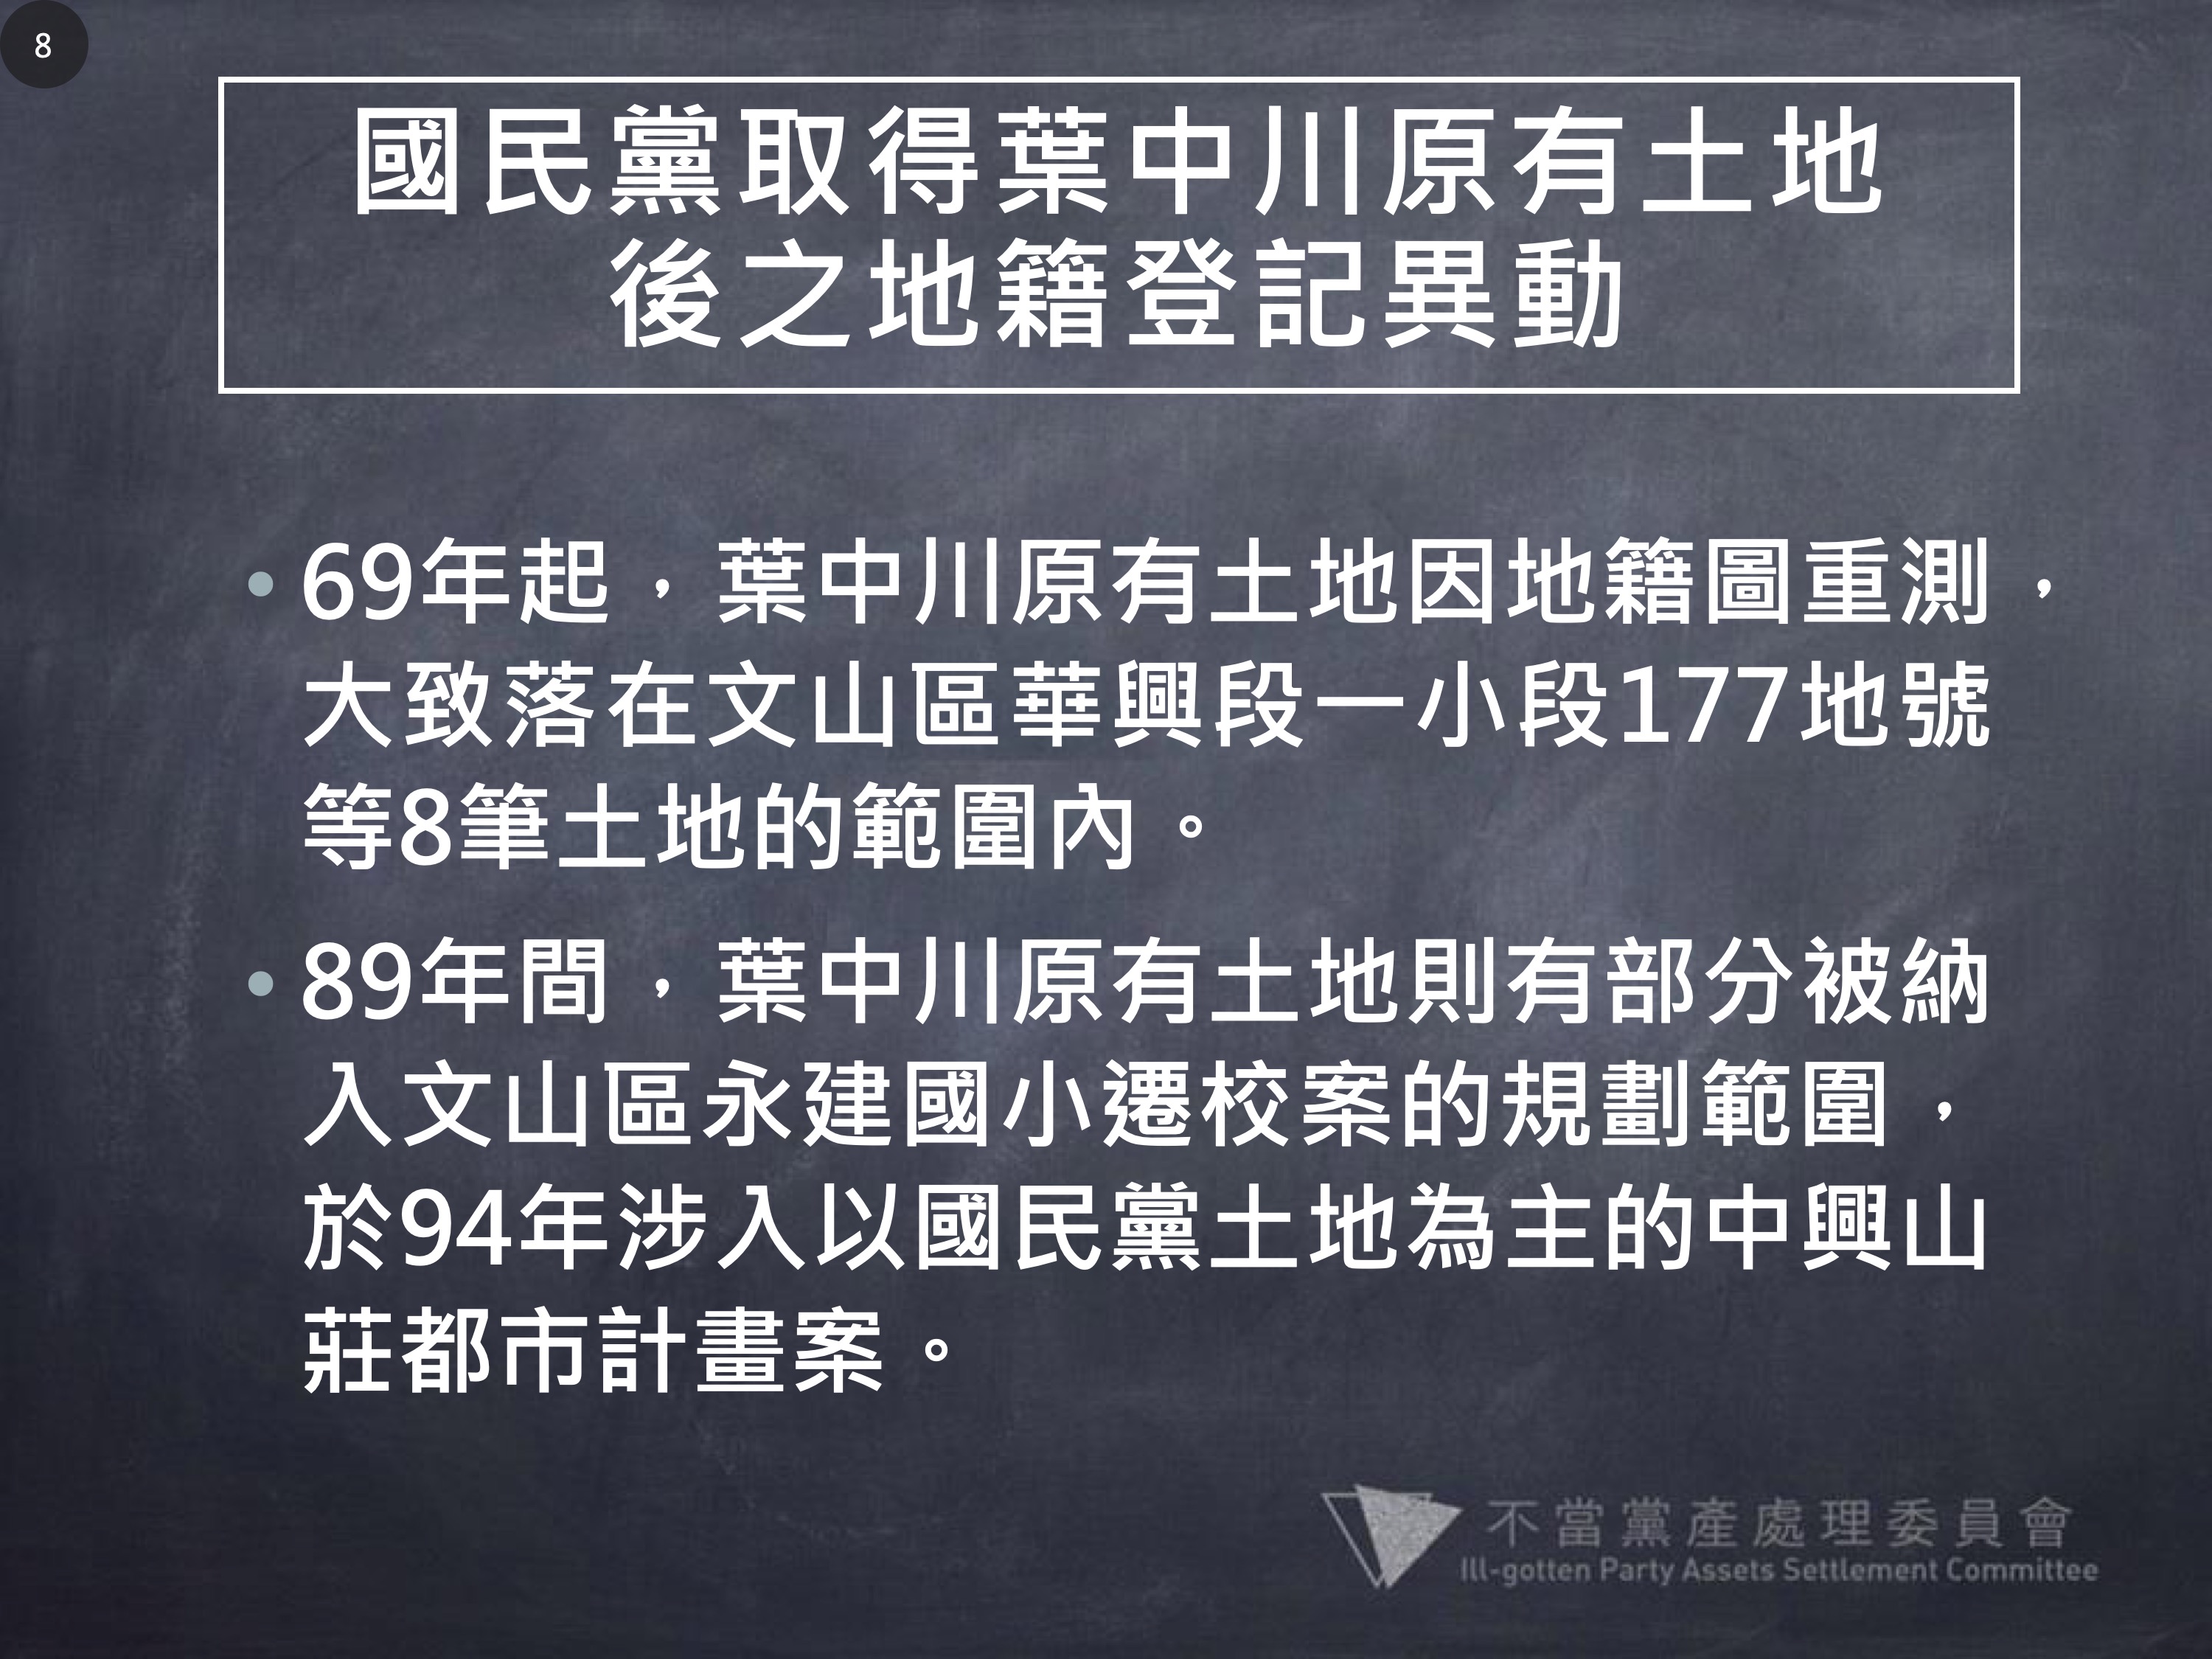 8
國民黨取得葉中川原有土地
後之地籍登記異動
• 69年起，葉中川原有土地因地籍圖重測，
大致落在文山區華興段一小段177地號
等8筆土地的範圍內。
• 89年間，葉中川原有土地則有部分被納
入文山區永建國小遷校案的規劃範圍，
於94年涉入以國民黨土地為主的中興山
莊都市計畫案。
不當黨產處理委員會
Ill-gotten Party Assets Settlement Committee